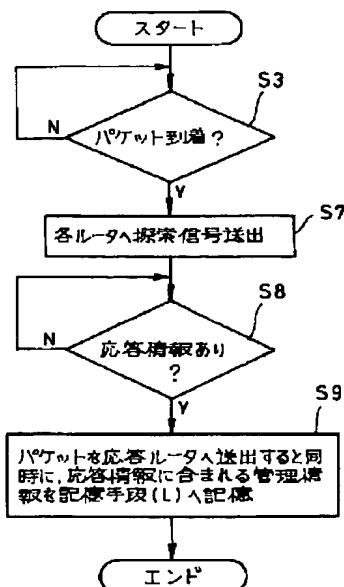 スタート
S3
パケット到着?
N
Y
S7
各ルータへ探索信号送出
S8
N
応答情報あり
?
Y
S9
パケットを応答ルータへ送出すると同
時に,応答情報に含まれる管理情
報を記憶手段(L)へ記憶
エンド